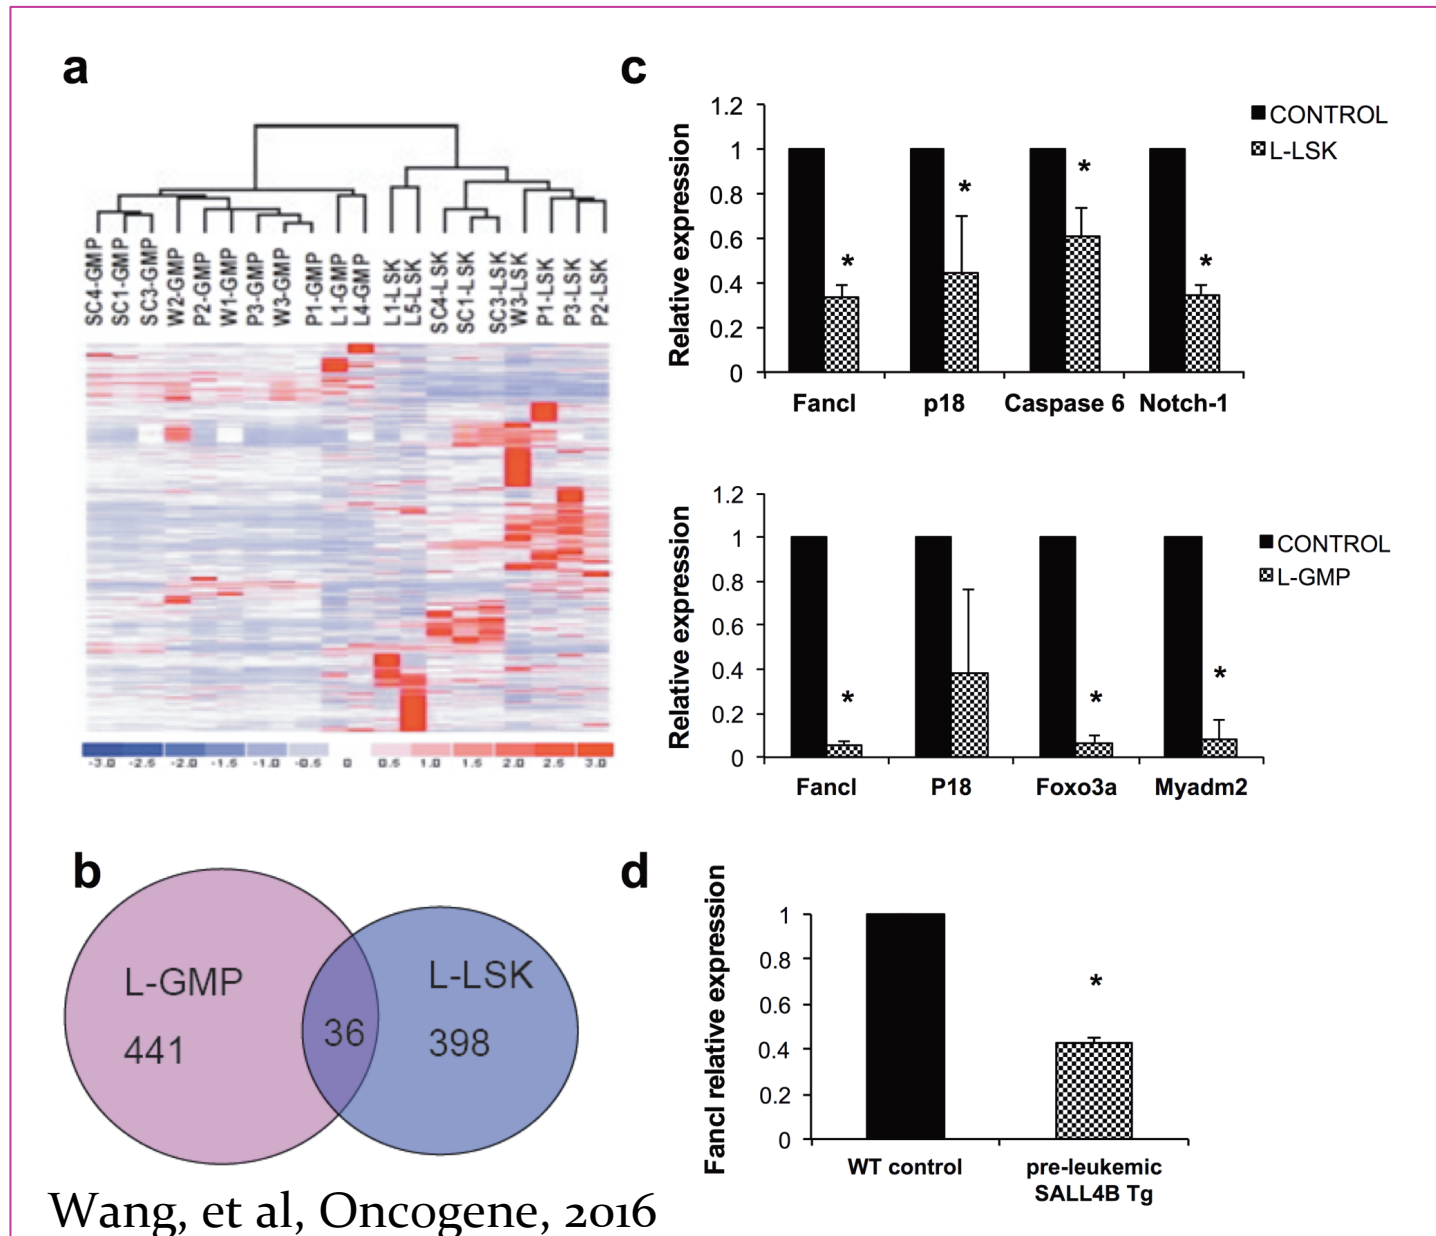 a
SC4-GMP
SC1-GMP
SC3-GMP
W2-GMP
P2-GMP
W1-GMP
P3-GMP
W3-GMP
P1-GMP
L1-GMP
L4-GMP
L1-LSK
L5-LSK
SC4-LSK
SC1-LSK
SC3-LSK
W3-LSK
P1-LSK
P3-LSK
P2-LSK
-3.0 -2.5 -2.0 -1.5 -1.0 -0.5 0 0.5 1.0 1.5 2.0 2.5 3.0
b
L-GMP
441
36
L-LSK
398
c
Relative expression
1.2
1
0.8
0.6
0.4
0.2
0
CONTROL
L-LSK
*
*
*
*
Fancl p18 Caspase 6 Notch-1
Relative expression
1.2
1
0.8
0.6
0.4
0.2
0
CONTROL
L-GMP
*
*
*
Fancl P18 Foxo3a Myadm2
d
Fancl relative expression
1
0.8
0.6
0.4
0.2
0
*
WT control
pre-leukemic
SALL4B Tg
Wang, et al, Oncogene, 2016